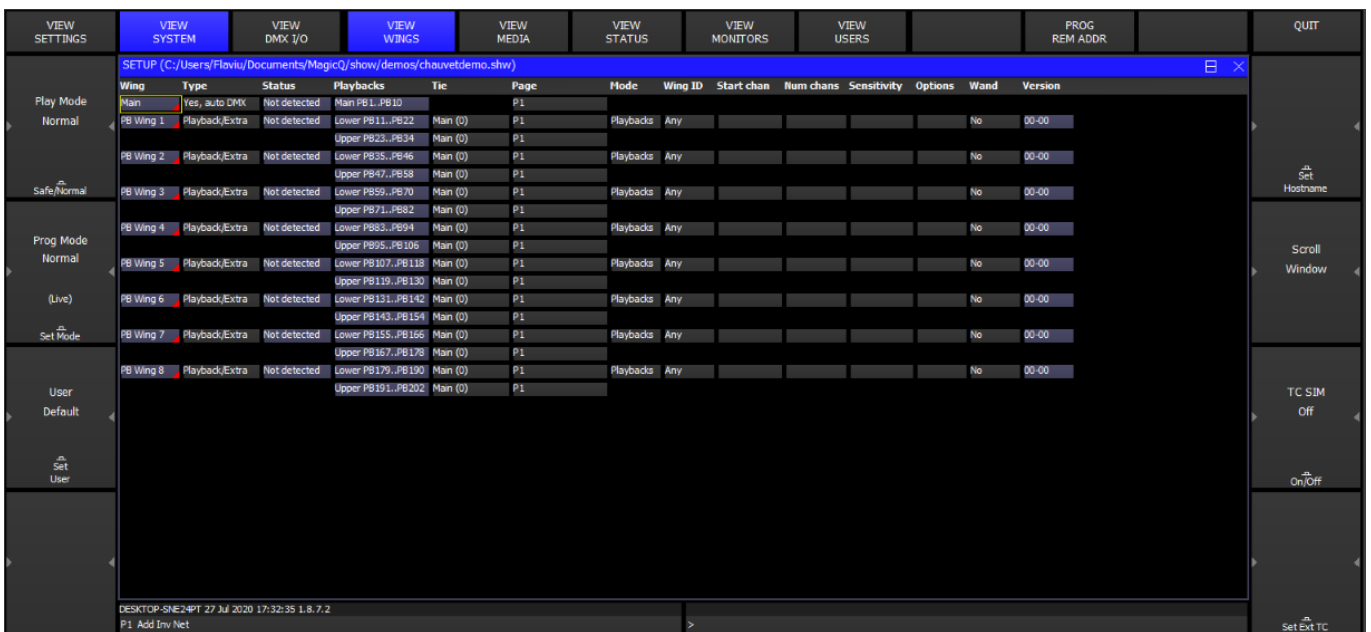 VIEW SETTINGS VIEW SYSTEM VIEW DMX I/O VIEW WINGS VIEW MEDIA VIEW STATUS VIEW MONITORS VIEW USERS PROG REM ADDR QUIT
SETUP (C:/Users/Flaviu/Documents/MagicQ/show/demos/chauvetdemo.shw)
Wing Type Status Playbacks Tie Page Mode Wing ID Start chan Num chans Sensitivity Options Wand Version
Main Yes, auto DMX Not detected Main PB1..PB10 P1
PB Wing 1 Playback/Extra Not detected Lower PB11..PB22 Main (0) P1 Playbacks Any No 00-00
Upper PB23..PB34 Main (0) P1
PB Wing 2 Playback/Extra Not detected Lower PB35..PB46 Main (0) P1 Playbacks Any No 00-00
Upper PB47..PB58 Main (0) P1
PB Wing 3 Playback/Extra Not detected Lower PB59..PB70 Main (0) P1 Playbacks Any No 00-00
Upper PB71..PB82 Main (0) P1
PB Wing 4 Playback/Extra Not detected Lower PB83..PB94 Main (0) P1 Playbacks Any No 00-00
Upper PB95..PB106 Main (0) P1
PB Wing 5 Playback/Extra Not detected Lower PB107..PB118 Main (0) P1 Playbacks Any No 00-00
Upper PB119..PB130 Main (0) P1
PB Wing 6 Playback/Extra Not detected Lower PB131..PB142 Main (0) P1 Playbacks Any No 00-00
Upper PB143..PB154 Main (0) P1
PB Wing 7 Playback/Extra Not detected Lower PB155..PB166 Main (0) P1 Playbacks Any No 00-00
Upper PB167..PB178 Main (0) P1
PB Wing 8 Playback/Extra Not detected Lower PB179..PB190 Main (0) P1 Playbacks Any No 00-00
Upper PB191..PB202 Main (0) P1
Play Mode
Normal
Safe/Normal
Prog Mode
Normal
(Live)
Set Mode
User
Default
Set
User
Set
Hostname
Scroll
Window
TC SIM
Off
On/Off
Set Ext TC
DESKTOP-SNE24PT 27 Jul 2020 17:32:35 1.8.7.2
P1 Add Inv Net >